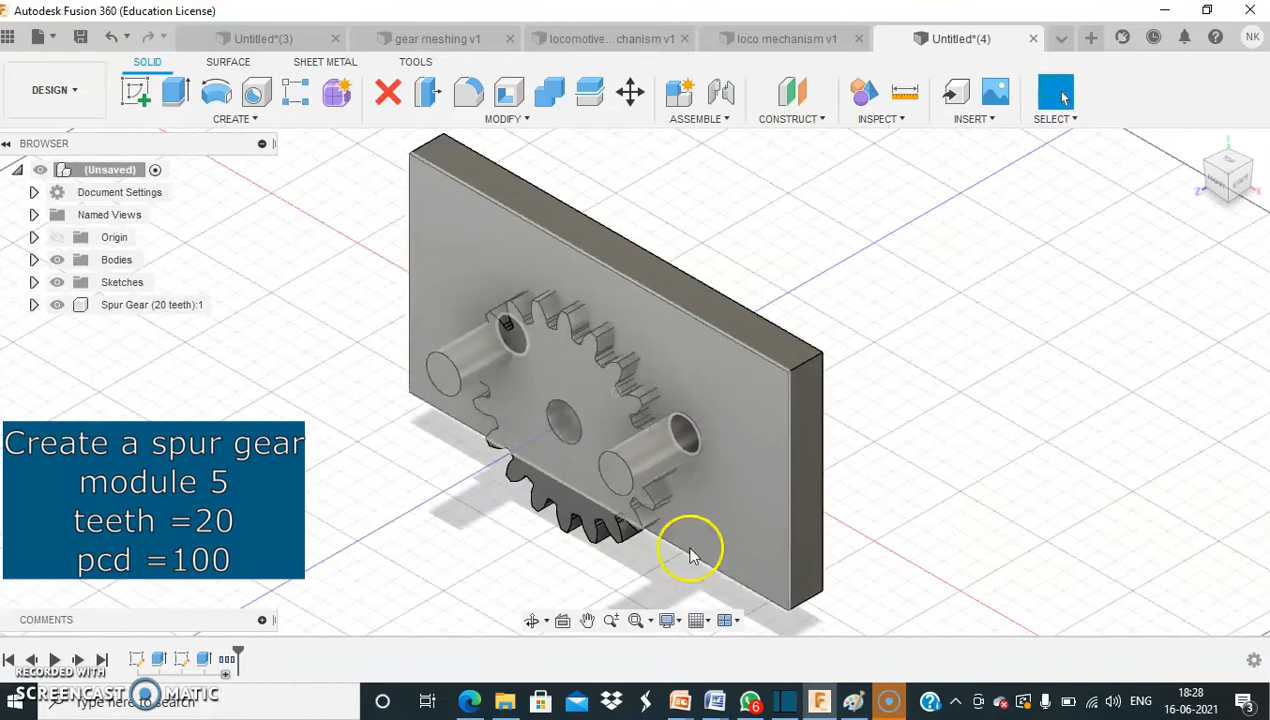 Autodesk Fusion 360 (Education License)
Untitled*(3)
gear meshing v1
locomotive...chanism v1
loco mechanism v1
Untitled*(4)
NK
DESIGN
SOLID
SURFACE
SHEET METAL
TOOLS
CREATE
MODIFY
ASSEMBLE
CONSTRUCT
INSPECT
INSERT
SELECT
BROWSER
(Unsaved)
Document Settings
Named Views
Origin
Bodies
Sketches
Spur Gear (20 teeth):1
TOP
Create a spur gear
module 5
teeth =20
pcd =100
COMMENTS
RECORDED WITH
SCREENCAST MATIC
Type here to search
ENG
18:28
16-06-2021
3